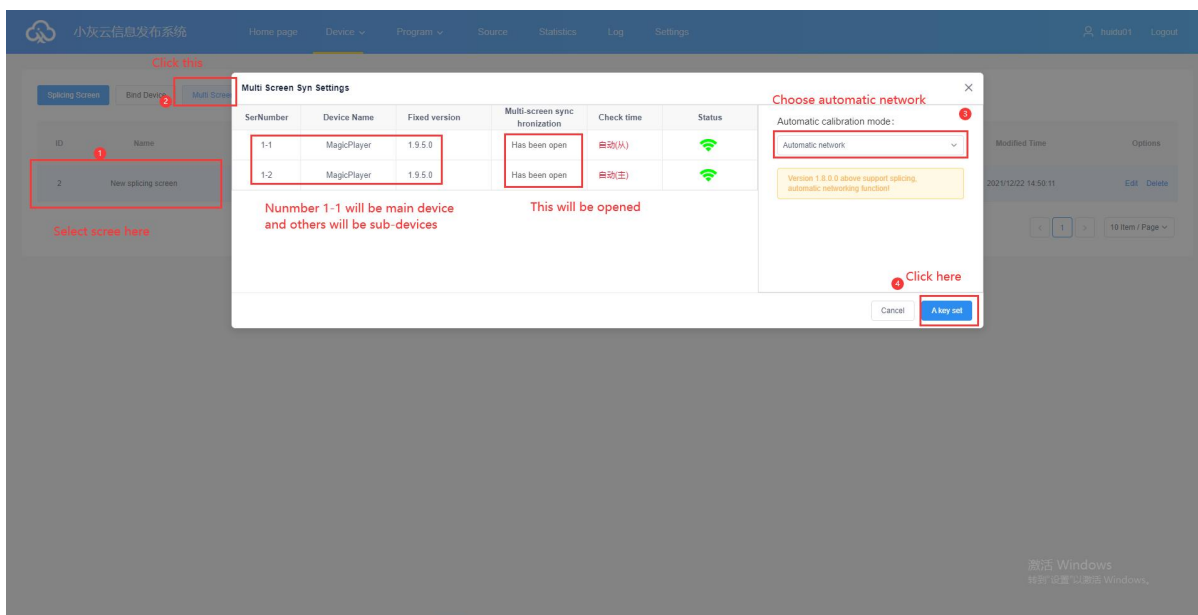 小灰云信息发布系统
Home page
Device
Program
Source
Statistics
Log
Settings
huidu01
Logout
Click this
Splicing Screen
Bind Device
2
Multi Scree
Multi Screen Syn Settings
SerNumber
Device Name
Fixed version
Multi-screen sync
hronization
Check time
Status
1-1
MagicPlayer
1.9.5.0
Has been open
自动(从)
1-2
MagicPlayer
1.9.5.0
Has been open
自动(主)
Nunmber 1-1 will be main device
and others will be sub-devices
This will be opened
Choose automatic network
3
Automatic calibration mode:
Automatic network
Version 1.8.0.0 above support splicing,
automatic networking function!
4
Click here
Cancel
A key set
ID
Name
1
Modified Time
Options
2
New splicing screen
2021/12/22 14:50:11
Edit
Delete
Select scree here
1
10 Item / Page
激活 Windows
转到"设置"以激活 Windows。